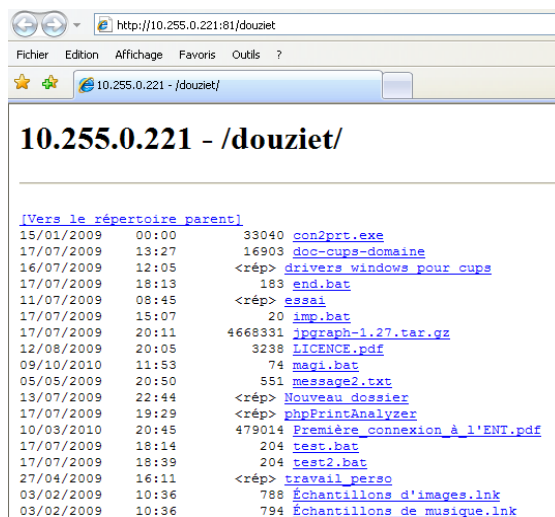 http://10.255.0.221:81/douziet
Fichier Edition Affichage Favoris Outils ?
10.255.0.221 - /douziet/
10.255.0.221 - /douziet/
[Vers le répertoire parent]
15/01/2009 00:00 33040 con2prt.exe
17/07/2009 13:27 16903 doc-cups-domaine
16/07/2009 12:05 <rép> drivers windows pour cups
17/07/2009 18:13 183 end.bat
11/07/2009 08:45 <rép> essai
17/07/2009 15:07 20 imp.bat
17/07/2009 20:11 4668331 jpgraph-1.27.tar.gz
12/08/2009 20:05 3238 LICENCE.pdf
09/10/2010 11:53 74 magi.bat
05/05/2009 20:50 551 message2.txt
13/07/2009 22:44 <rép> Nouveau dossier
17/07/2009 19:29 <rép> phpPrintAnalyzer
10/03/2010 20:45 479014 Première_connexion_à_l'ENT.pdf
17/07/2009 18:14 204 test.bat
17/07/2009 18:39 204 test2.bat
27/04/2009 16:11 <rép> travail_perso
03/02/2009 10:36 788 Échantillons d'images.lnk
03/02/2009 10:36 794 Échantillons de musique.lnk